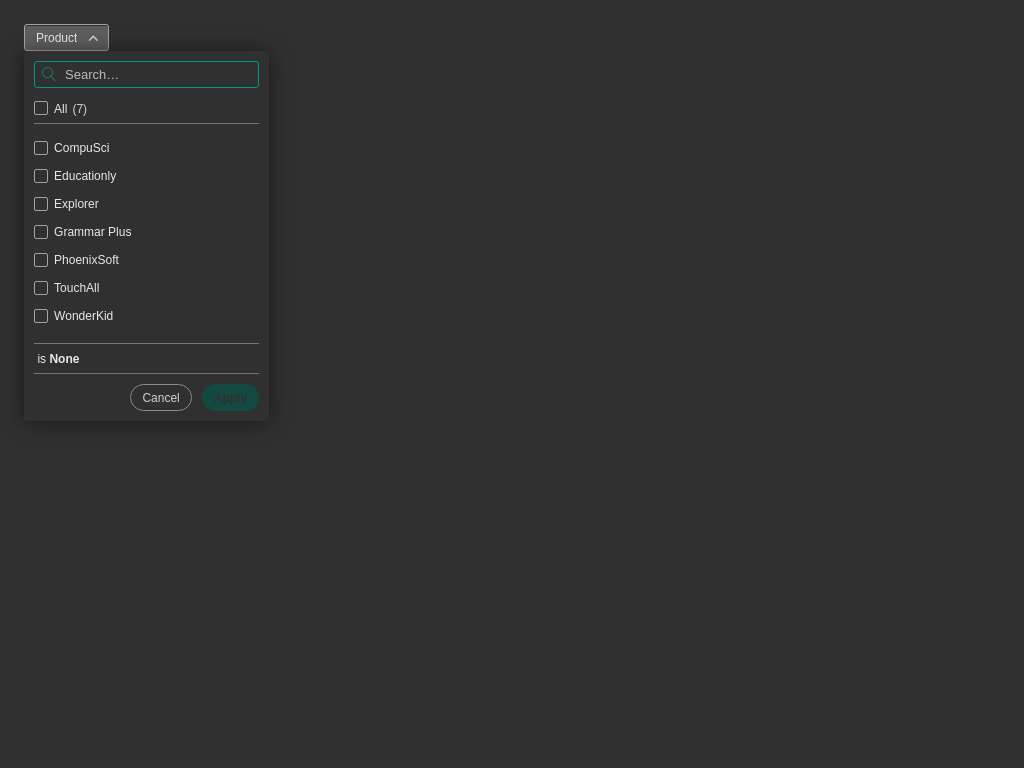 Product
Search…
All (7)
CompuSci
Educationly
Explorer
Grammar Plus
PhoenixSoft
TouchAll
WonderKid
is None
Cancel Apply